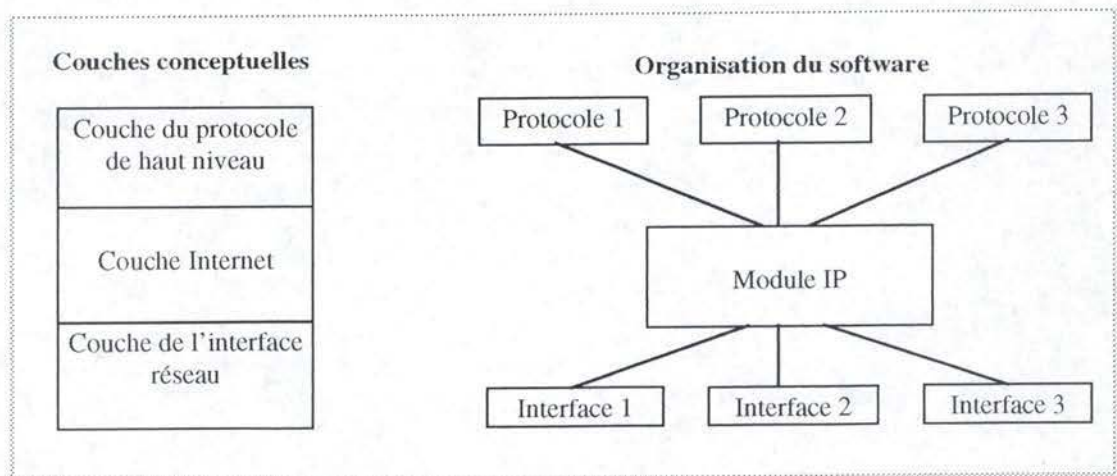 Couches conceptuelles
Couche du protocole
de haut niveau
Couche Internet
Couche de l'interface
réseau
Organisation du software
Protocole 1
Protocole 2
Protocole 3
Module IP
Interface 1
Interface 2
Interface 3